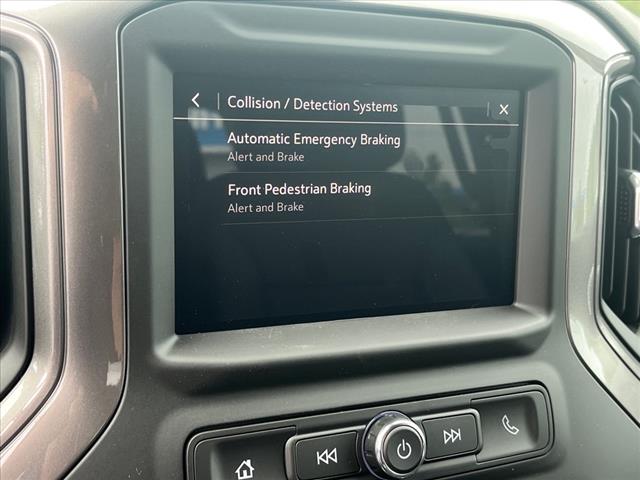 Collision / Detection Systems
Automatic Emergency Braking
Alert and Brake
Front Pedestrian Braking
Alert and Brake